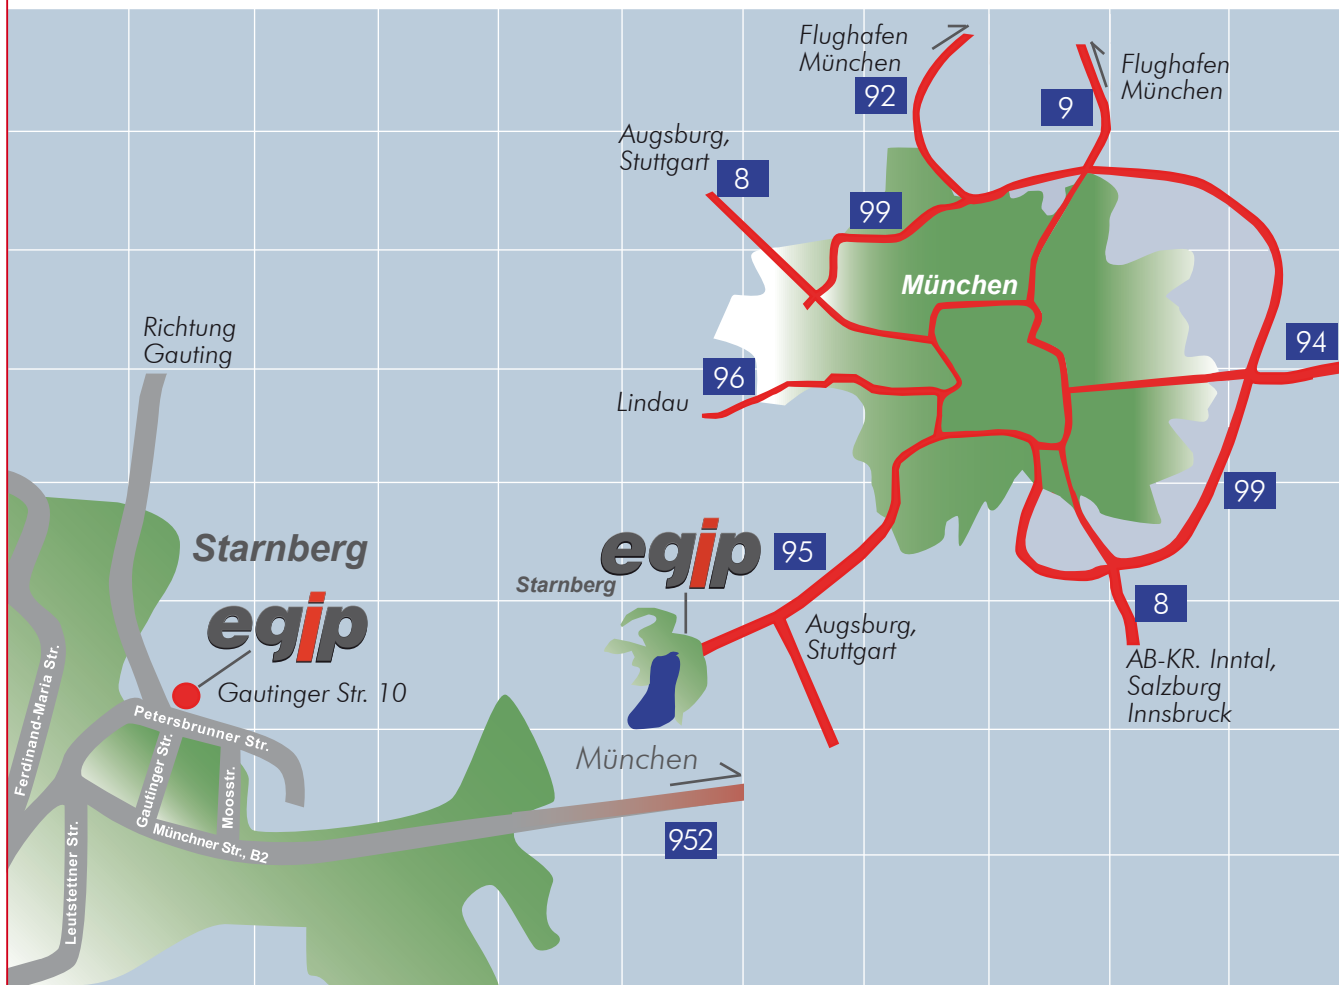 Flughafen
München
92
9
Flughafen
München
Augsburg,
Stuttgart
8
99
München
Richtung
Gauting
94
96
Lindau
99
Starnberg
egip
Starnberg
egip
95
8
Augsburg,
Stuttgart
AB-KR. Inntal,
Salzburg
Innsbruck
Gautinger Str. 10
Ferdinand-Maria Str.
Petersbrunner Str.
Gautinger Str.
Moosstr.
München
952
Münchner Str., B2
Leutstettner Str.